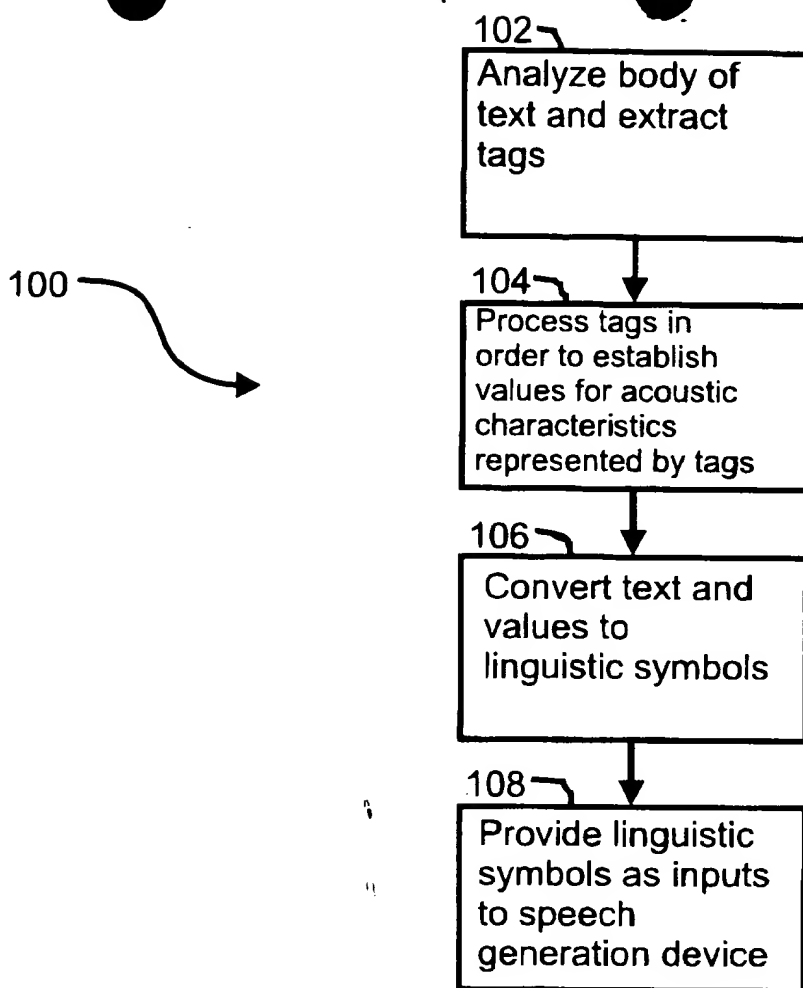 102
Analyze body of
text and extract
tags
100
104
Process tags in
order to establish
values for acoustic
characteristics
represented by tags
106
Convert text and
values to
linguistic symbols
108
Provide linguistic
symbols as inputs
to speech
generation device